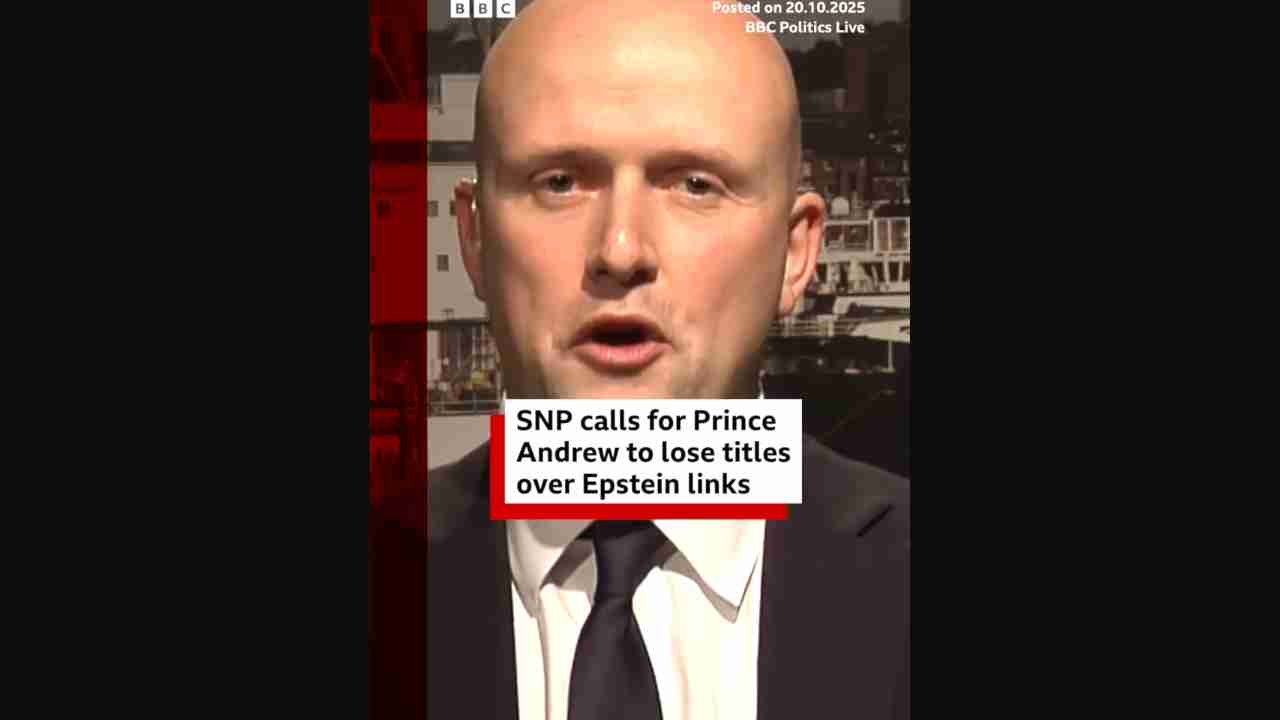 BBC
Posted on 20.10.2025
BBC Politics Live
SNP calls for Prince
Andrew to lose titles
over Epstein links